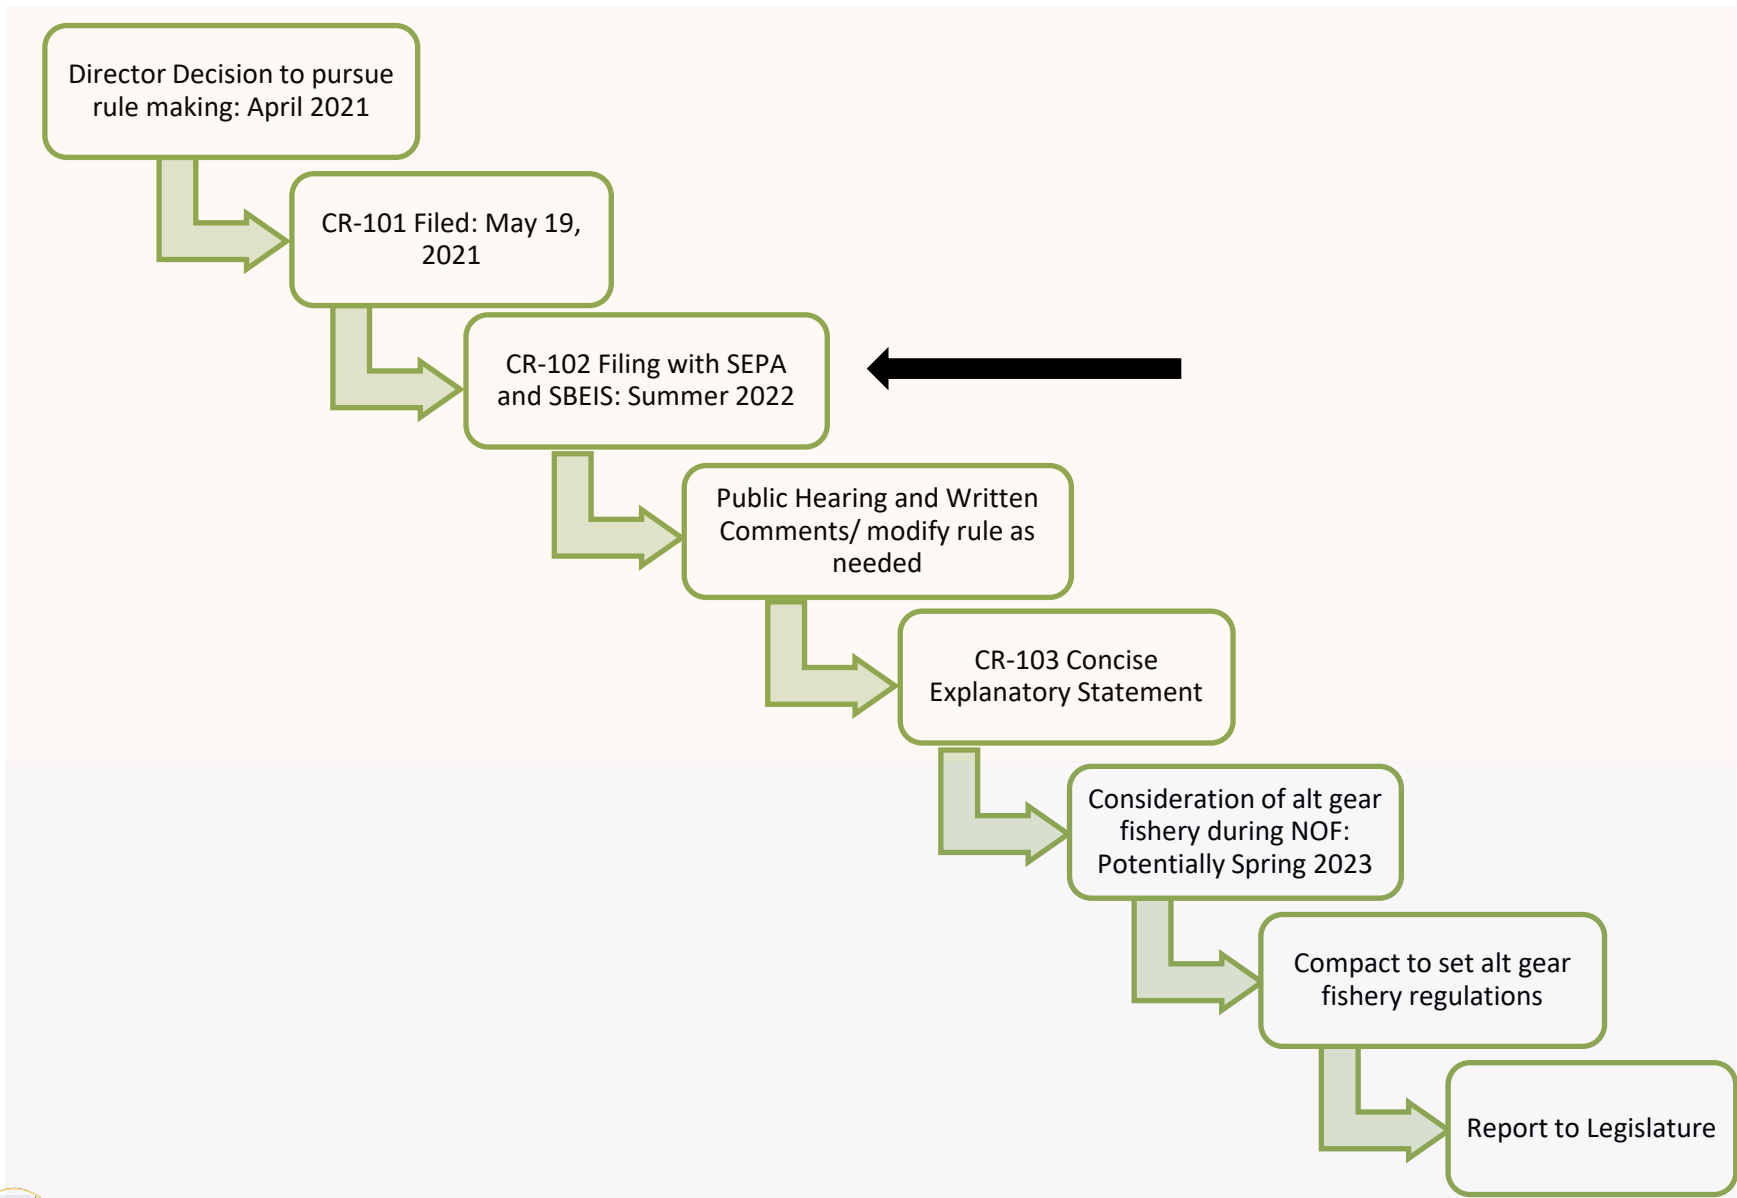 Director Decision to pursue
rule making: April 2021
CR-101 Filed: May 19,
2021
CR-102 Filing with SEPA
and SBEIS: Summer 2022
Public Hearing and Written
Comments/ modify rule as
needed
CR-103 Concise
Explanatory Statement
Consideration of alt gear
fishery during NOF:
Potentially Spring 2023
Compact to set alt gear
fishery regulations
Report to Legislature